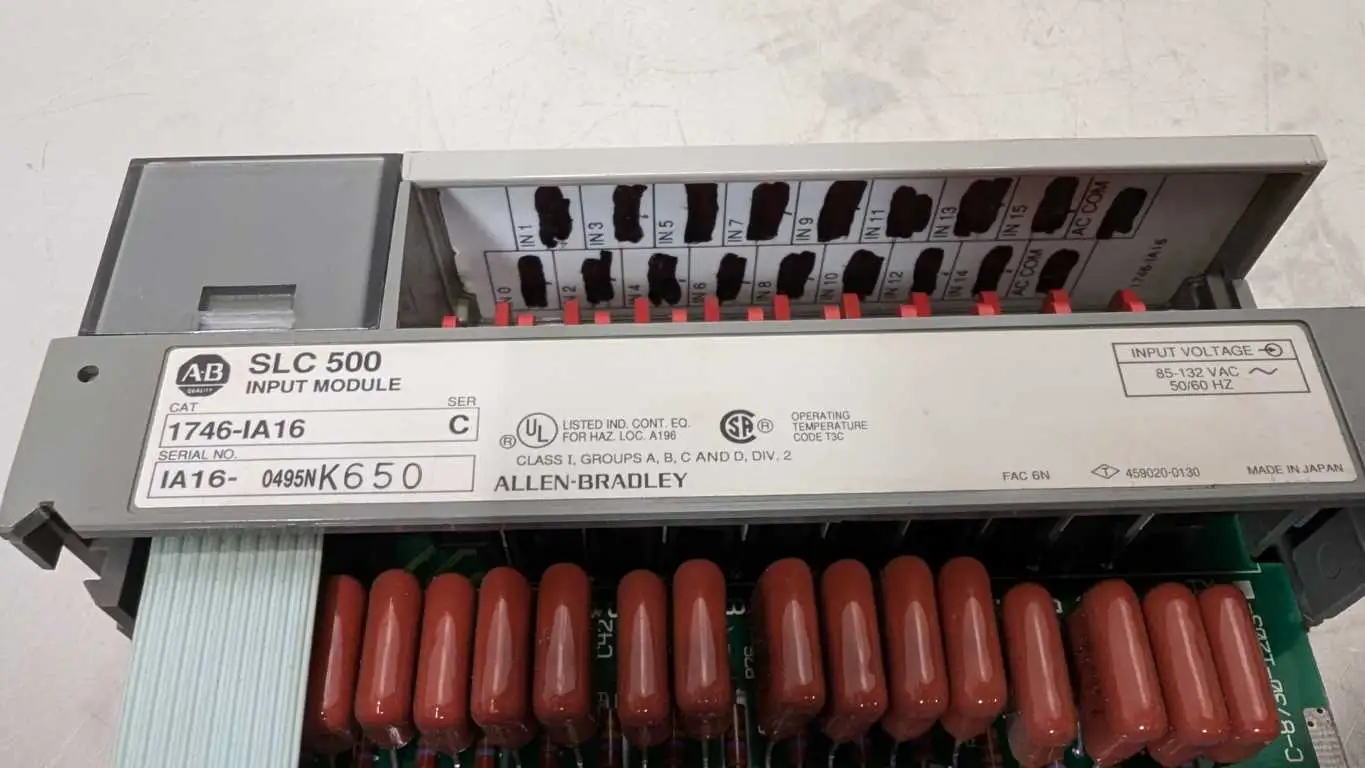 IN 1 IN 3 IN 5 IN 7 IN 9 IN 11 IN 13 IN 15 AC COM
IN 0 IN 2 IN 4 IN 6 IN 8 IN 10 IN 12 IN 14 AC COM
1746-IA16
A-B
QUALITY
SLC 500
INPUT MODULE
CAT
SER
1746-IA16
C
SERIAL NO.
IA16- 0495NK650
UL
LISTED IND. CONT. EQ.
FOR HAZ. LOC. A196
SA
OPERATING
TEMPERATURE
CODE T3C
CLASS I, GROUPS A, B, C AND D, DIV. 2
ALLEN-BRADLEY
INPUT VOLTAGE
85-132 VAC
50/60 HZ
FAC 6N
459020-0130
MADE IN JAPAN